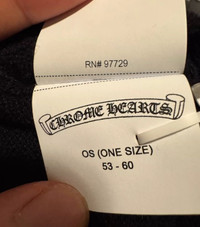 RN# 97729
CHROME HEARTS
OS (ONE SIZE)
53 - 60